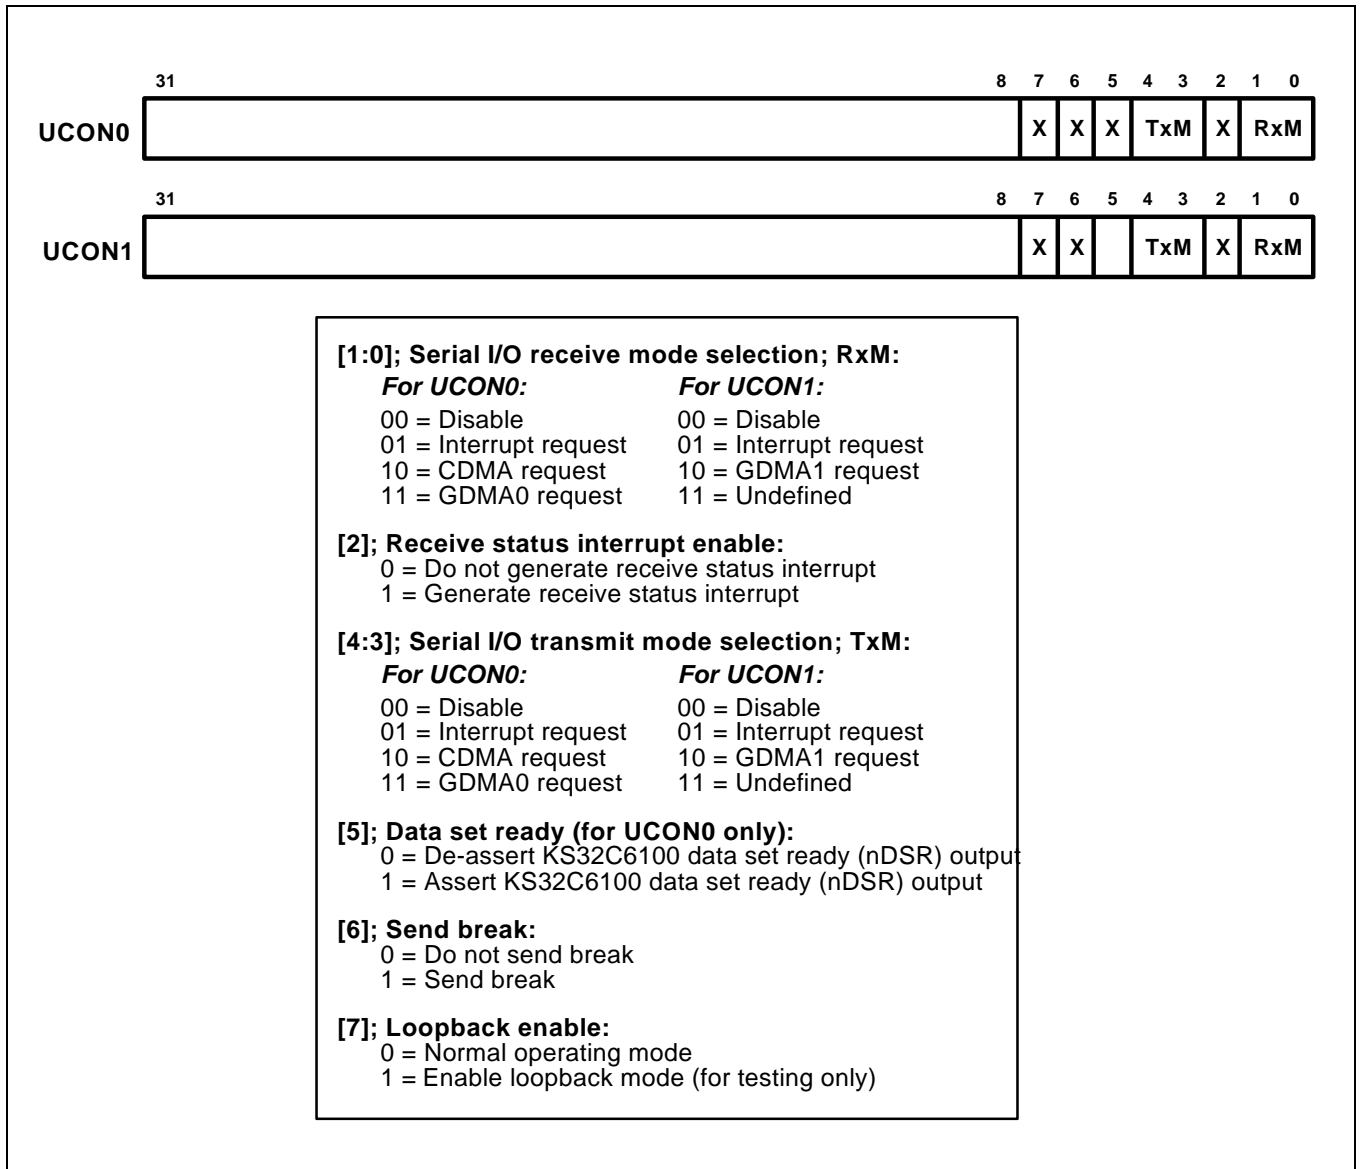 31 8 7 6 5 4 3 2 1 0
UCON0 X X X TxM X RxM
31 8 7 6 5 4 3 2 1 0
UCON1 X X TxM X RxM
[1:0]; Serial I/O receive mode selection; RxM:
For UCON0: For UCON1:
00 = Disable 00 = Disable
01 = Interrupt request 01 = Interrupt request
10 = CDMA request 10 = GDMA1 request
11 = GDMA0 request 11 = Undefined
[2]; Receive status interrupt enable:
0 = Do not generate receive status interrupt
1 = Generate receive status interrupt
[4:3]; Serial I/O transmit mode selection; TxM:
For UCON0: For UCON1:
00 = Disable 00 = Disable
01 = Interrupt request 01 = Interrupt request
10 = CDMA request 10 = GDMA1 request
11 = GDMA0 request 11 = Undefined
[5]; Data set ready (for UCON0 only):
0 = De-assert KS32C6100 data set ready (nDSR) output
1 = Assert KS32C6100 data set ready (nDSR) output
[6]; Send break:
0 = Do not send break
1 = Send break
[7]; Loopback enable:
0 = Normal operating mode
1 = Enable loopback mode (for testing only)